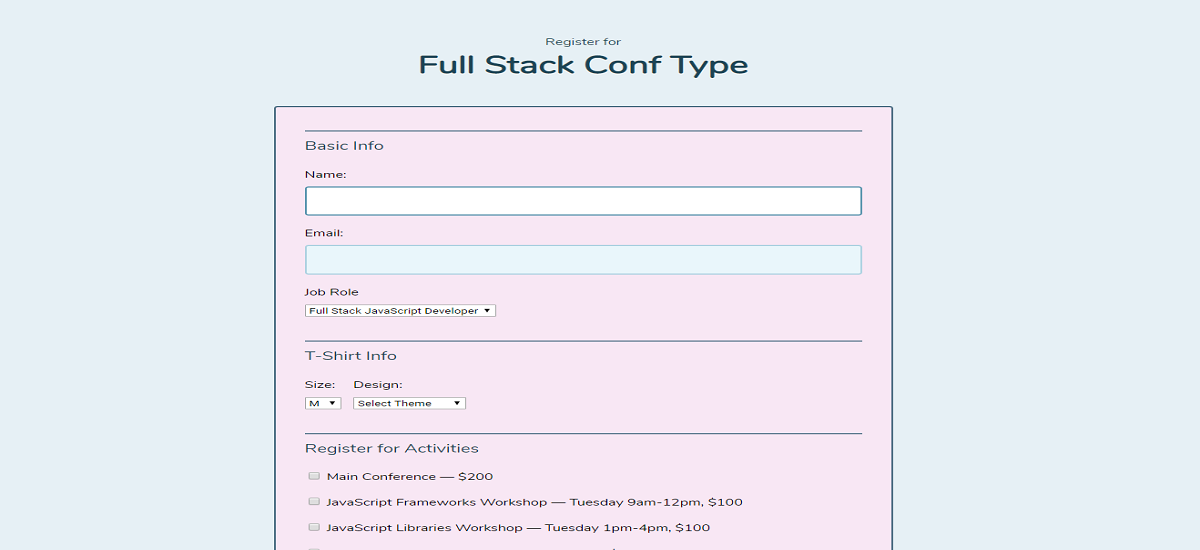 Register for
Full Stack Conf Type
Basic Info
Name:
Email:
Job Role
Full Stack JavaScript Developer
T-Shirt Info
Size: Design:
M Select Theme
Register for Activities
Main Conference — $200
JavaScript Frameworks Workshop — Tuesday 9am-12pm, $100
JavaScript Libraries Workshop — Tuesday 1pm-4pm, $100